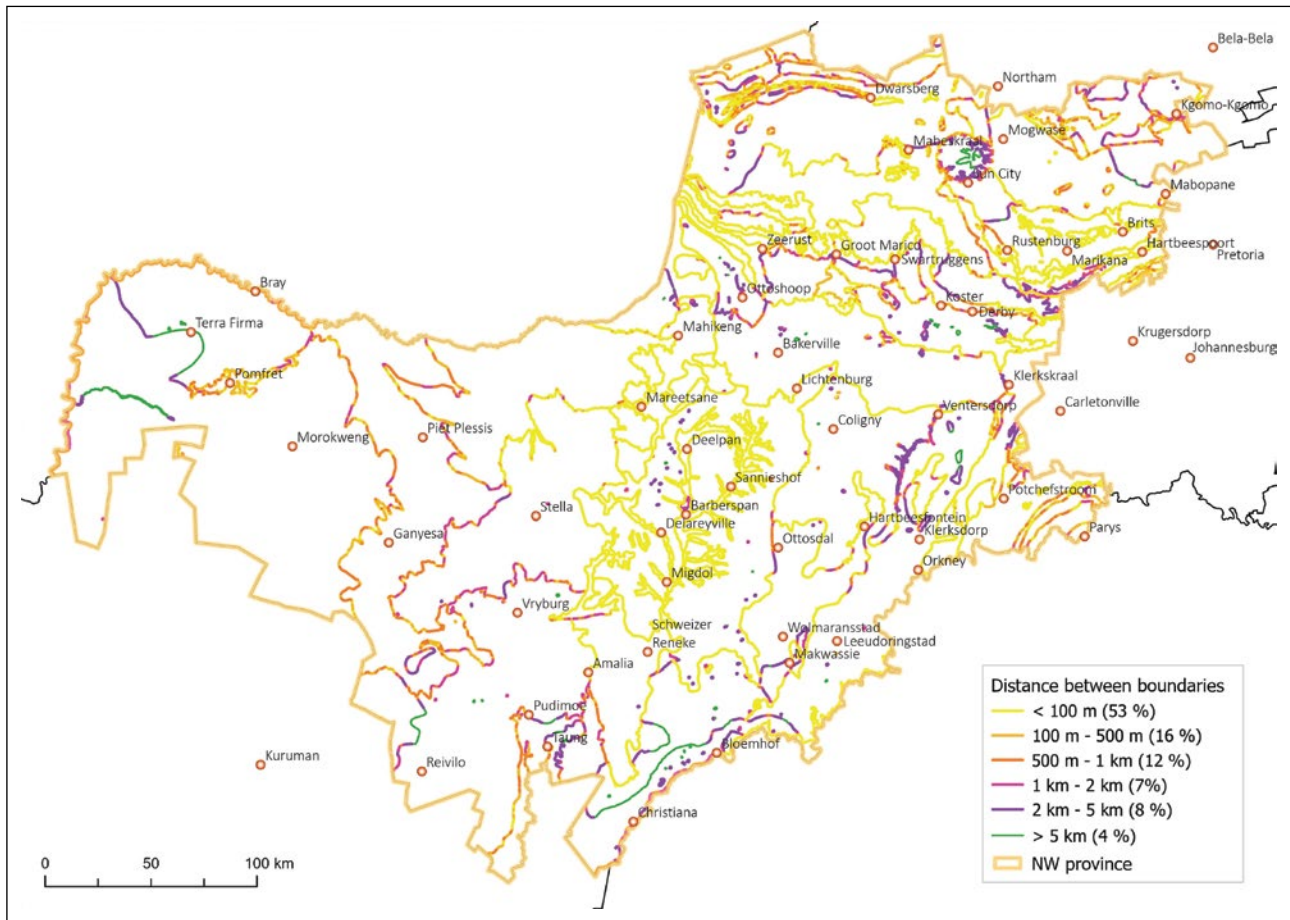 Bela-Bela
Northam
Dwarsberg
Kgomo-Kgomo
Mogwase
Mabeskraal
Sun City
Mabopane
Brits
Zeerust
Groot Marico
Rustenburg
Hartbeespoort
Swartruggens
Marikana
Pretoria
Bray
Ottoshoop
Koster
Derby
Terra Firma
Mahikeng
Krugersdorp
Bakerville
Johannesburg
Pomfret
Lichtenburg
Klerkskraal
Mareetsane
Ventersdorp
Carletonville
Piet Plessis
Coligny
Morokweng
Deelpan
Sannieshof
Potchefstroom
Stella
Barberspan
Delareyville
Hartbeesfontein
Ganyesa
Ottosdal
Klerksdorp
Parys
Orkney
Migdol
Vryburg
Schweizer
Reneke
Wolmaransstad
Leeudoringstad
Makwassie
Amalia
Pudimoe
Taung
Bloemhof
Kuruman
Reivilo
Christiana
Distance between boundaries
< 100 m (53 %)
100 m - 500 m (16 %)
500 m - 1 km (12 %)
1 km - 2 km (7%)
2 km - 5 km (8 %)
> 5 km (4 %)
NW province
0 50 100 km